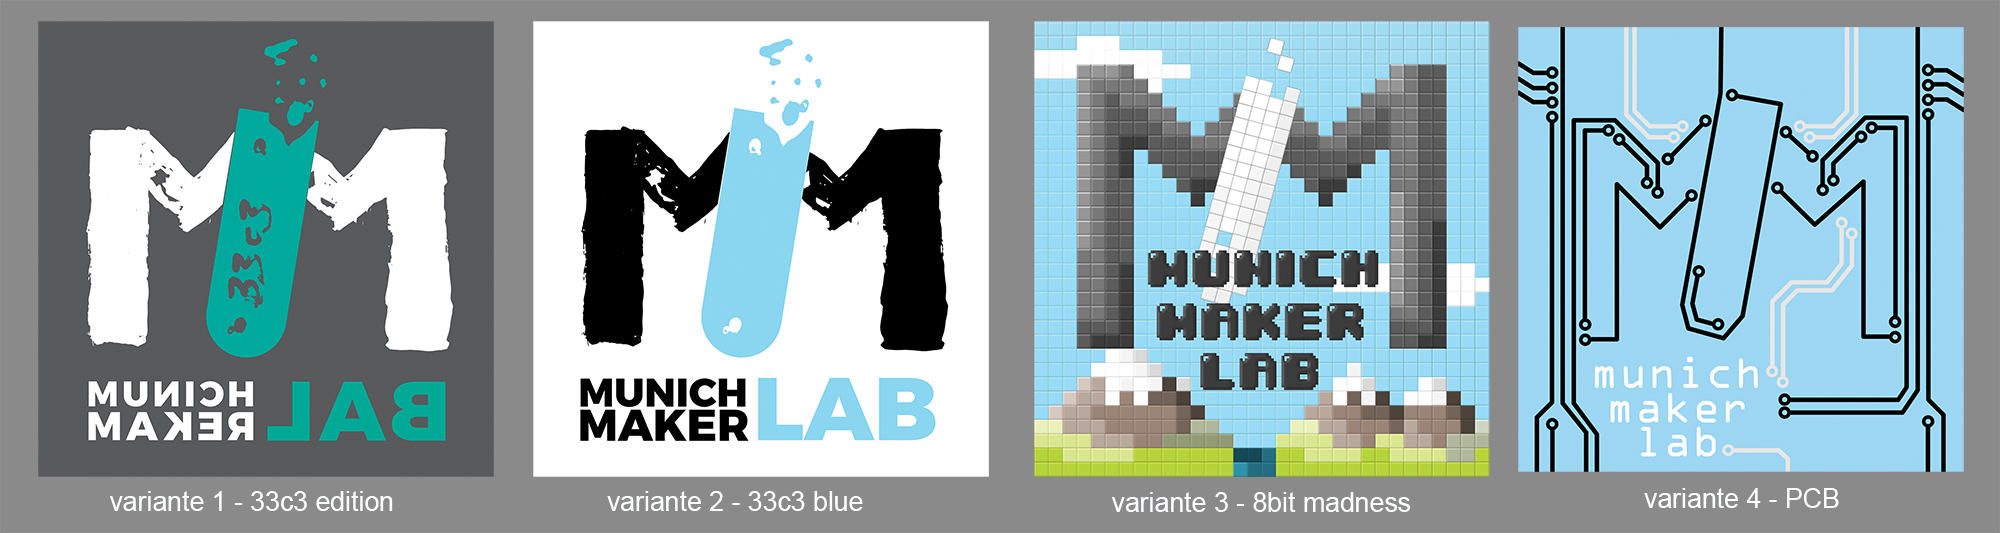 33c3
MUNICH
MAKER LAB
variante 1 - 33c3 edition
MUNICH
MAKER LAB
variante 2 - 33c3 blue
MUNICH
MAKER
LAB
variante 3 - 8bit madness
munich
maker
lab
variante 4 - PCB